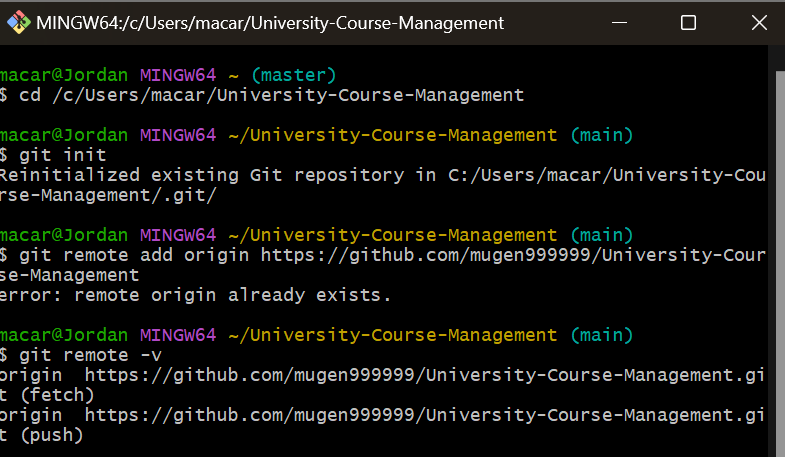 MINGW64:/c/Users/macar/University-Course-Management
macar@Jordan MINGW64 ~ (master)
$ cd /c/Users/macar/University-Course-Management
macar@Jordan MINGW64 ~/University-Course-Management (main)
$ git init
Reinitialized existing Git repository in C:/Users/macar/University-Cou
rse-Management/.git/
macar@Jordan MINGW64 ~/University-Course-Management (main)
$ git remote add origin https://github.com/mugen999999/University-Cour
se-Management
error: remote origin already exists.
macar@Jordan MINGW64 ~/University-Course-Management (main)
$ git remote -v
origin  https://github.com/mugen999999/University-Course-Management.gi
t (fetch)
origin  https://github.com/mugen999999/University-Course-Management.gi
t (push)